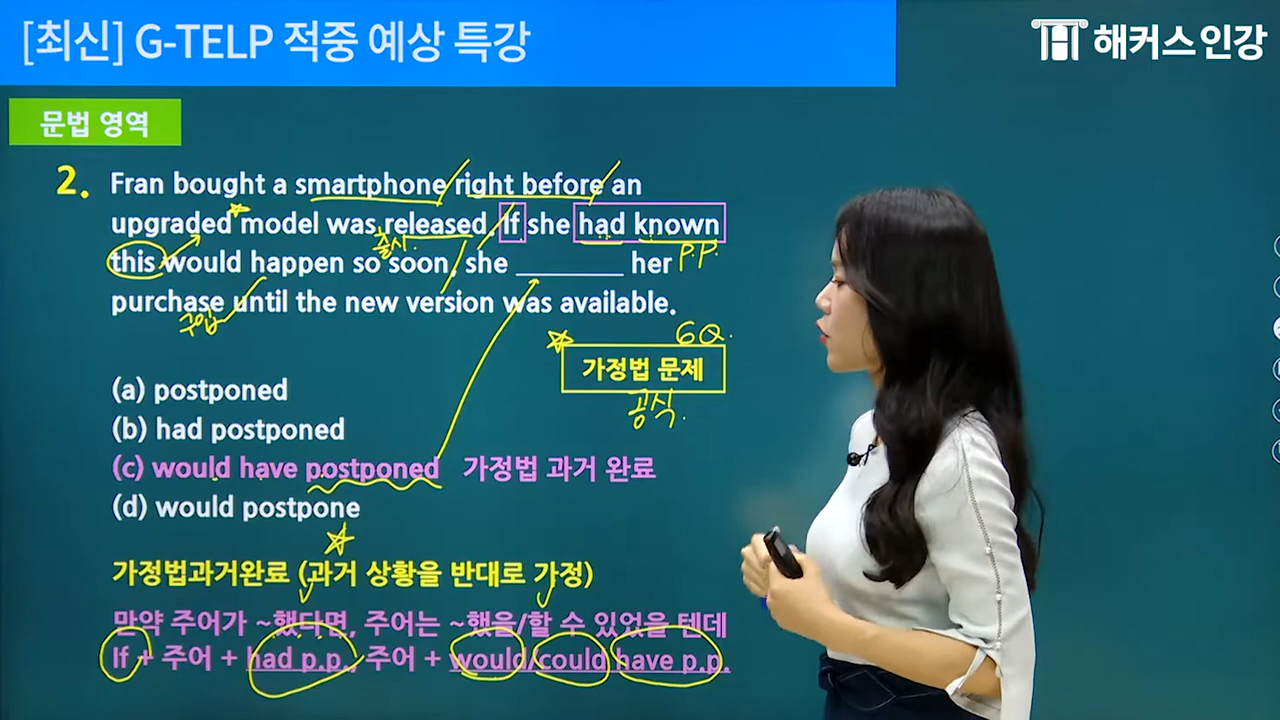 [최신] G-TELP 적중 예상 특강
해커스인강
문법 영역
2. Fran bought a smartphone right before an
upgraded model was released. If she had known
출시.
this would happen so soon, she ________ her
p.p.
purchase until the new version was available.
구입
6Q.
가정법 문제
공식.
(a) postponed
(b) had postponed
(c) would have postponed 가정법 과거 완료
(d) would postpone
가정법과거완료 (과거 상황을 반대로 가정)
만약 주어가 ~했다면, 주어는 ~했을/할 수 있었을 텐데
If + 주어 + had p.p., 주어 + would/could have p.p.